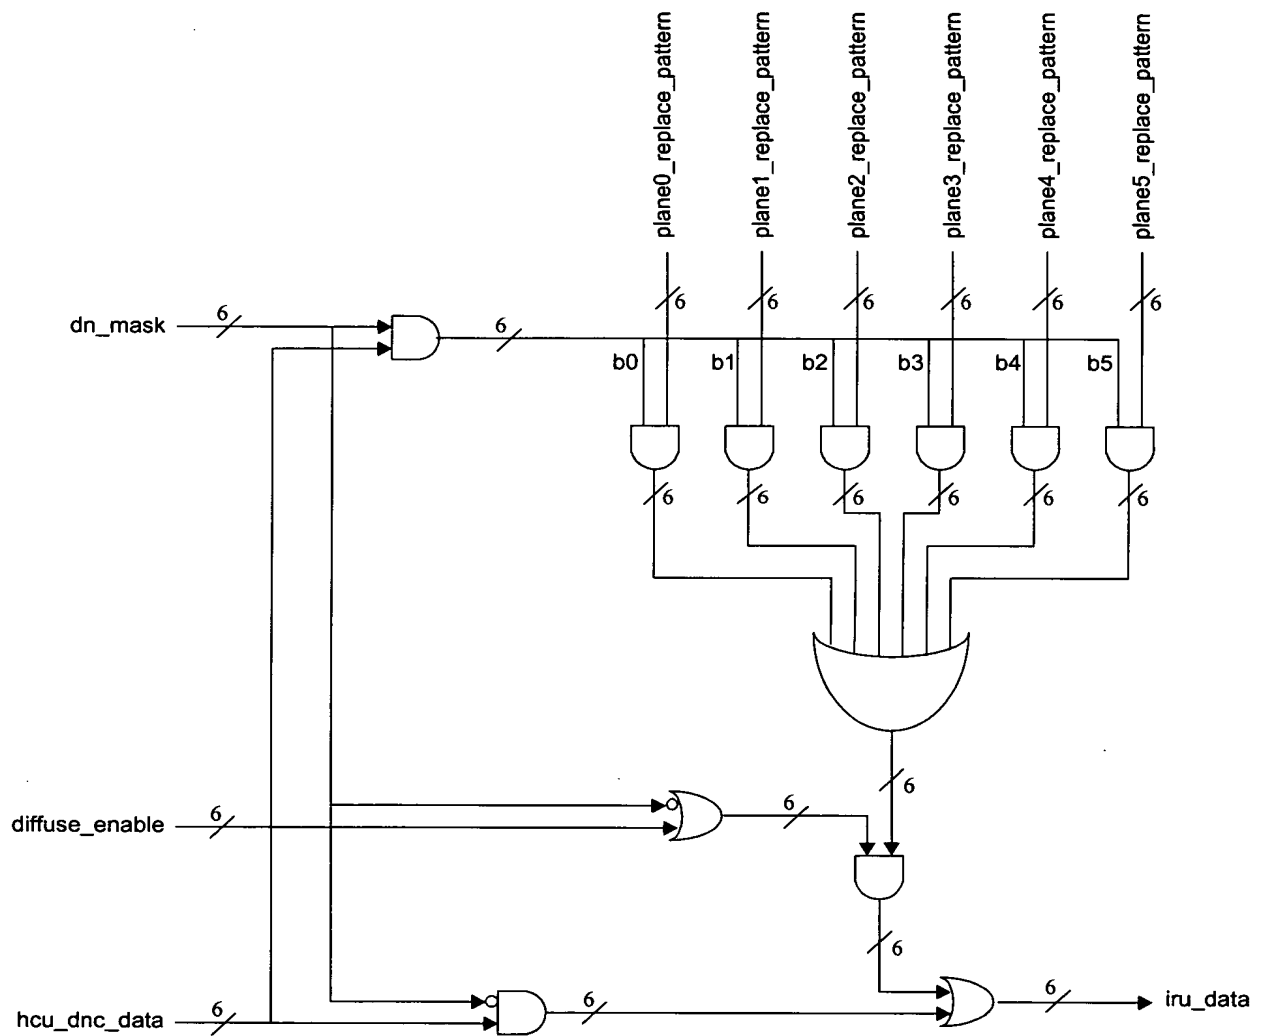 plane0_replace_pattern
plane1_replace_pattern
plane2_replace_pattern
plane3_replace_pattern
plane4_replace_pattern
plane5_replace_pattern
6 6 6 6 6 6
dn_mask 6 6
b0 b1 b2 b3 b4 b5
6 6 6 6 6 6
6
diffuse_enable 6 6
6
hcu_dnc_data 6 6 6 iru_data